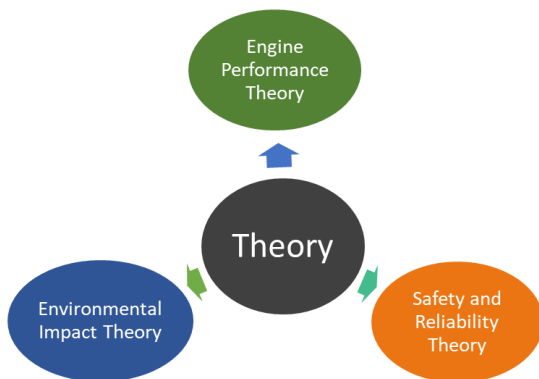 Engine
Performance
Theory
Theory
Environmental
Impact Theory
Safety and
Reliability
Theory